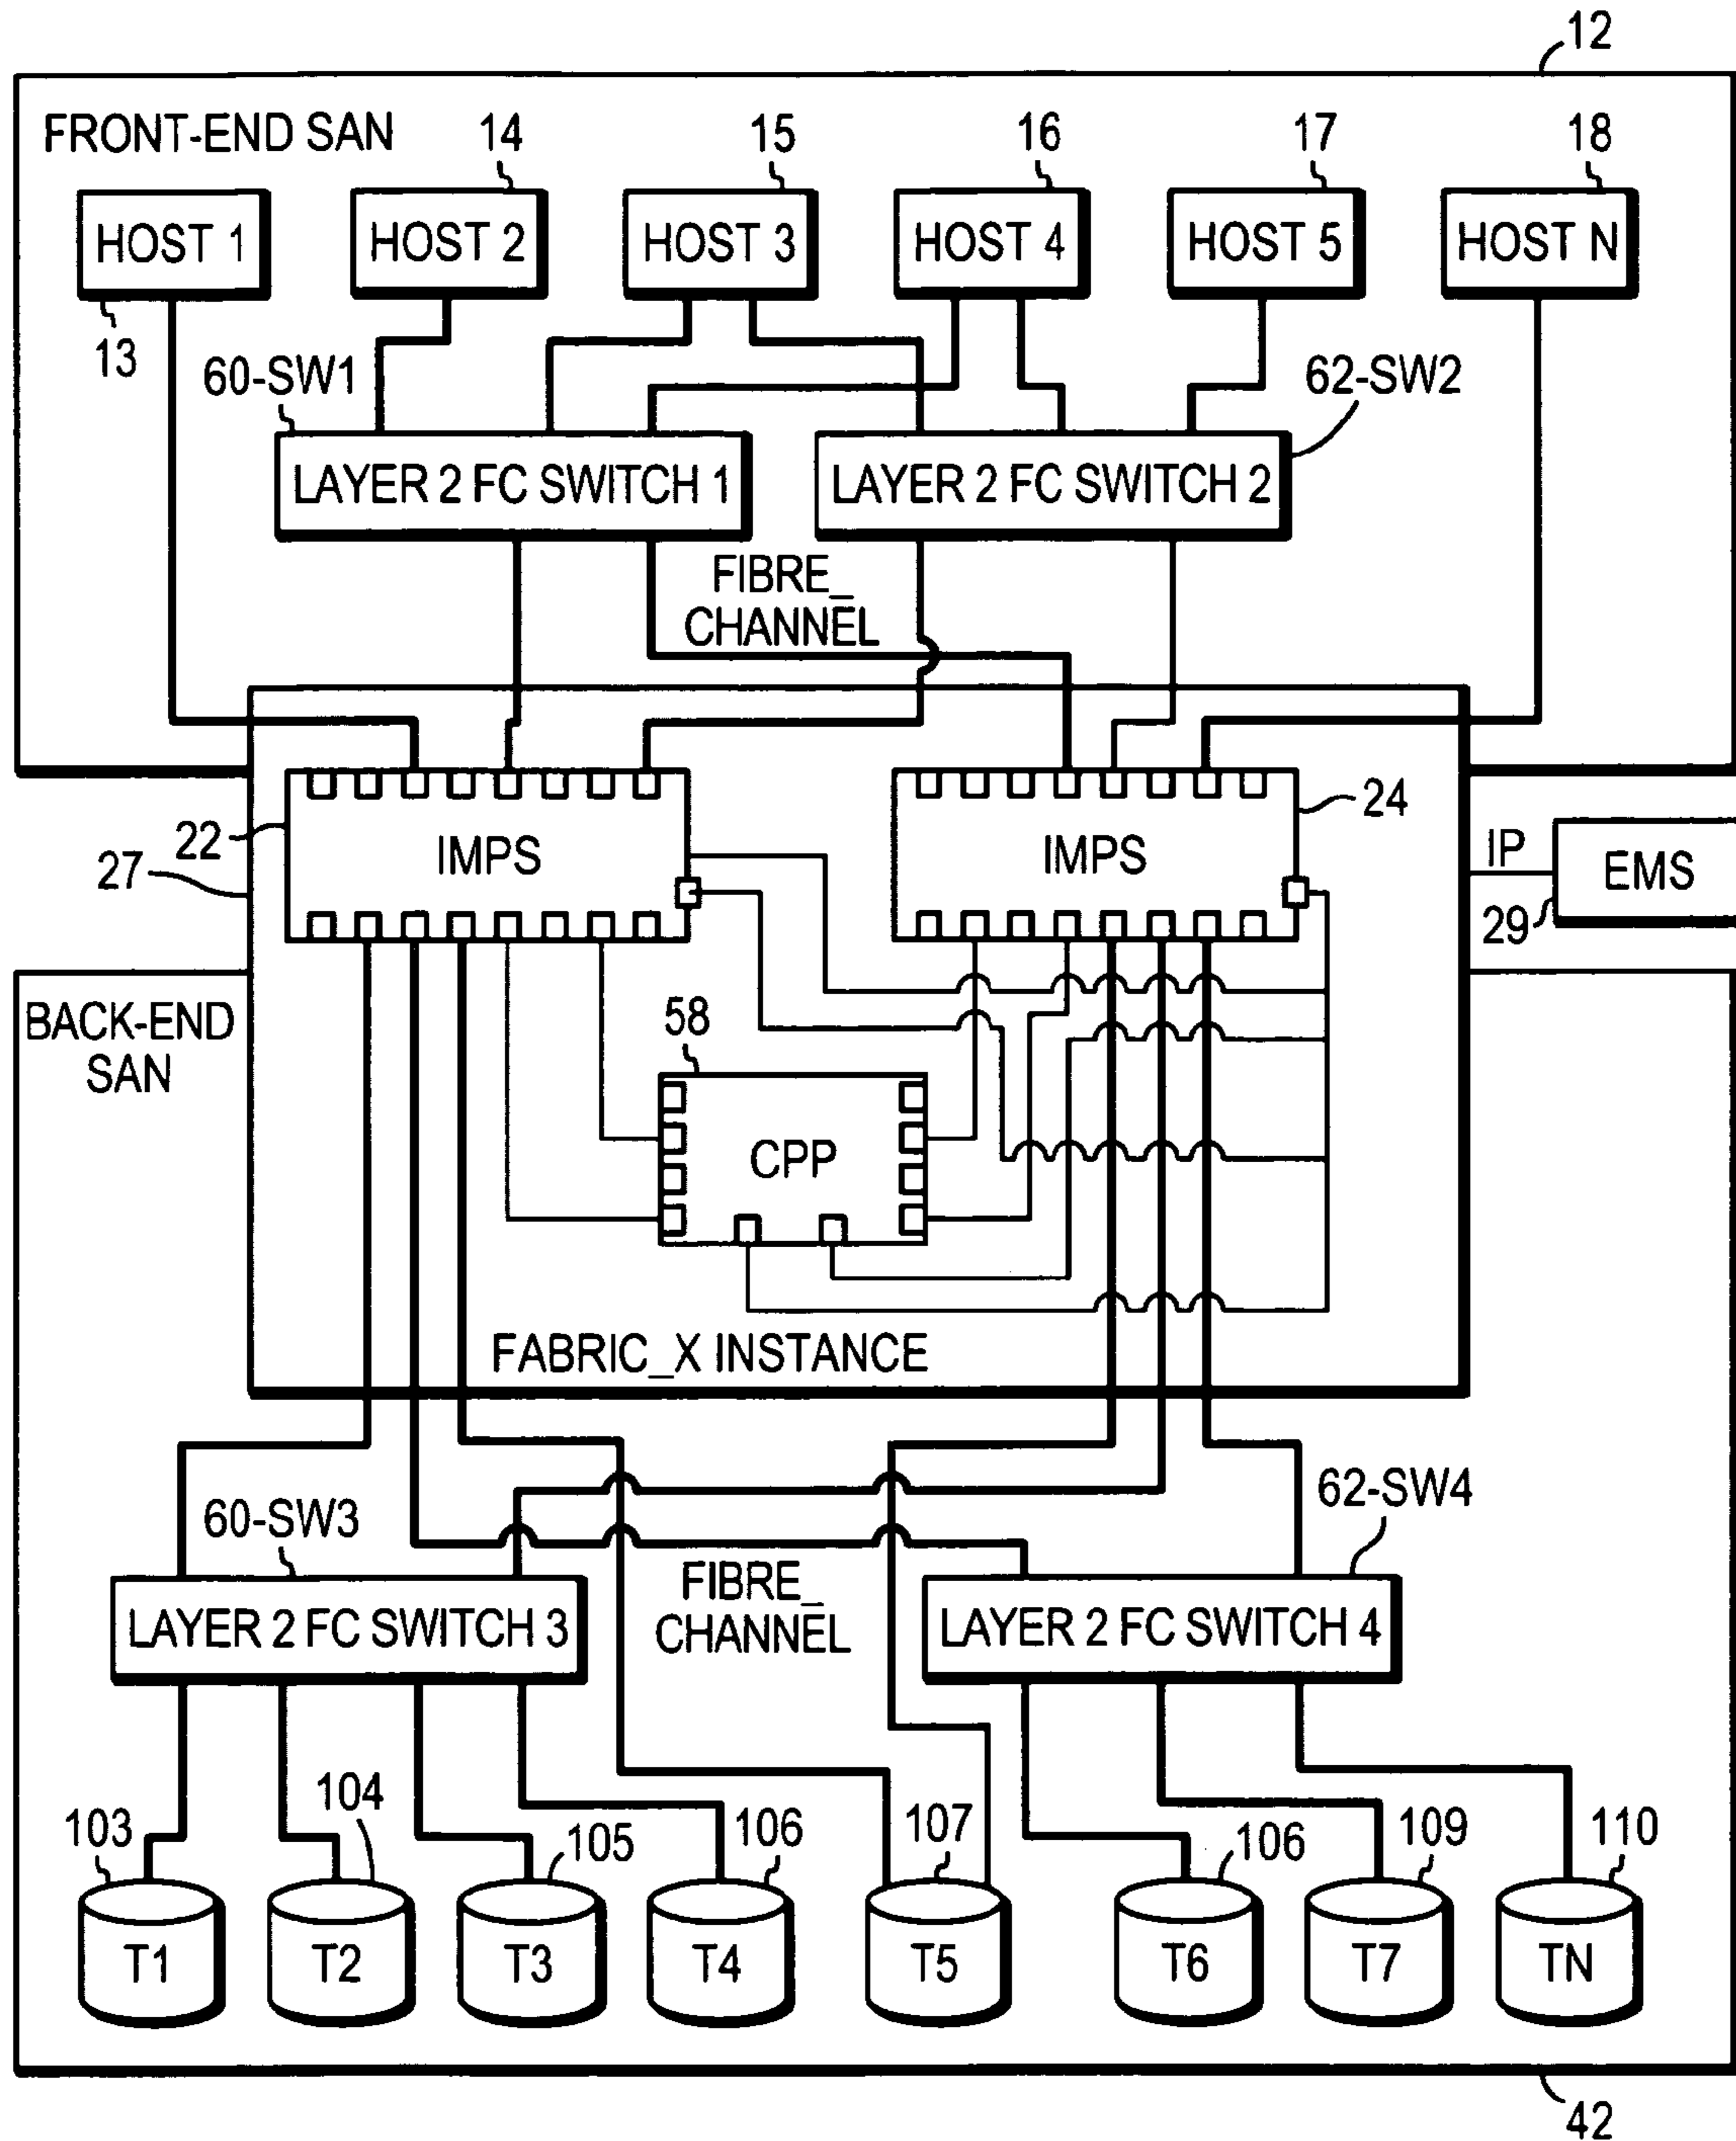 12
FRONT-END SAN
14
15
16
17
18
HOST 1
HOST 2
HOST 3
HOST 4
HOST 5
HOST N
13
60-SW1
62-SW2
LAYER 2 FC SWITCH 1
LAYER 2 FC SWITCH 2
FIBRE_
CHANNEL
22
IMPS
IMPS
24
27
IP
EMS
29
BACK-END
SAN
58
CPP
FABRIC_X INSTANCE
60-SW3
62-SW4
FIBRE_
CHANNEL
LAYER 2 FC SWITCH 3
LAYER 2 FC SWITCH 4
103
104
105
106
107
106
109
110
T1
T2
T3
T4
T5
T6
T7
TN
42